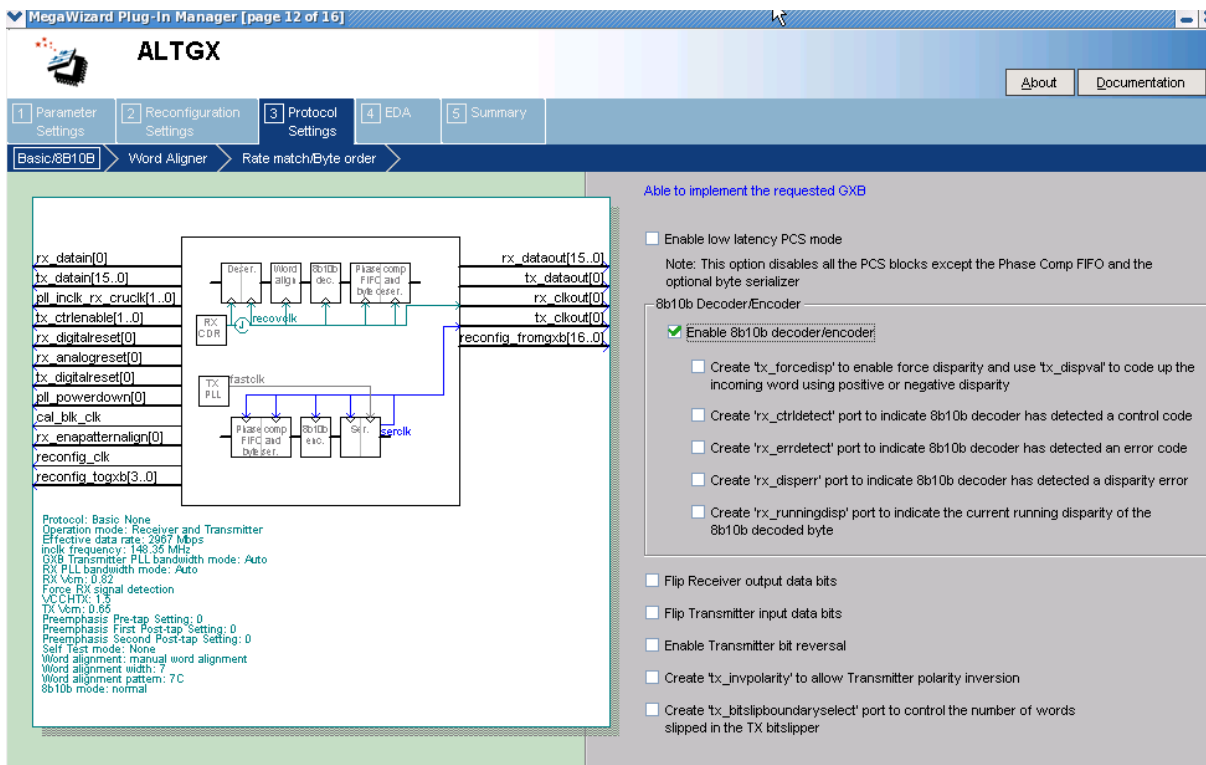 MegaWizard Plug-In Manager [page 12 of 16]
ALTGX
About
Documentation
1 Parameter Settings
2 Reconfiguration Settings
3 Protocol Settings
4 EDA
5 Summary
Basic/8B10B
Word Aligner
Rate match/Byte order
rx_datain[0]
tx_datain[15..0]
pll_inclk_rx_cruclk[1..0]
tx_ctrlenable[1..0]
rx_digitalreset[0]
rx_analogreset[0]
tx_digitalreset[0]
pll_powerdown[0]
cal_blk_clk
rx_enapatternalign[0]
reconfig_clk
reconfig_togxb[3..0]
Deser.
Word align
8b10b dec.
Phase comp FIFO and byte deser.
RX CDR
recovclk
TX PLL
fastclk
Phase comp FIFO and byte ser.
8b10b enc.
Ser.
serclk
rx_dataout[15..0]
tx_dataout[0]
rx_clkout[0]
tx_clkout[0]
reconfig_fromgxb[16..0]
Protocol: Basic None
Operation mode: Receiver and Transmitter
Effective data rate: 2967 Mbps
inclk frequency: 148.35 MHz
GXB Transmitter PLL bandwidth mode: Auto
RX PLL bandwidth mode: Auto
RX Vcm: 0.82
Force RX signal detection
VCCHTX: 1.5
TX Vcm: 0.65
Preemphasis Pre-tap Setting: 0
Preemphasis First Post-tap Setting: 0
Preemphasis Second Post-tap Setting: 0
Self Test mode: None
Word alignment: manual word alignment
Word alignment width: 7
Word alignment pattern: 7C
8b10b mode: normal
Able to implement the requested GXB
Enable low latency PCS mode
Note: This option disables all the PCS blocks except the Phase Comp FIFO and the
optional byte serializer
8b10b Decoder/Encoder
Enable 8b10b decoder/encoder
Create 'tx_forcedisp' to enable force disparity and use 'tx_dispval' to code up the
incoming word using positive or negative disparity
Create 'rx_ctrldetect' port to indicate 8b10b decoder has detected a control code
Create 'rx_errdetect' port to indicate 8b10b decoder has detected an error code
Create 'rx_disperr' port to indicate 8b10b decoder has detected a disparity error
Create 'rx_runningdisp' port to indicate the current running disparity of the
8b10b decoded byte
Flip Receiver output data bits
Flip Transmitter input data bits
Enable Transmitter bit reversal
Create 'tx_invpolarity' to allow Transmitter polarity inversion
Create 'tx_bitslipboundaryselect' port to control the number of words
slipped in the TX bitslipper